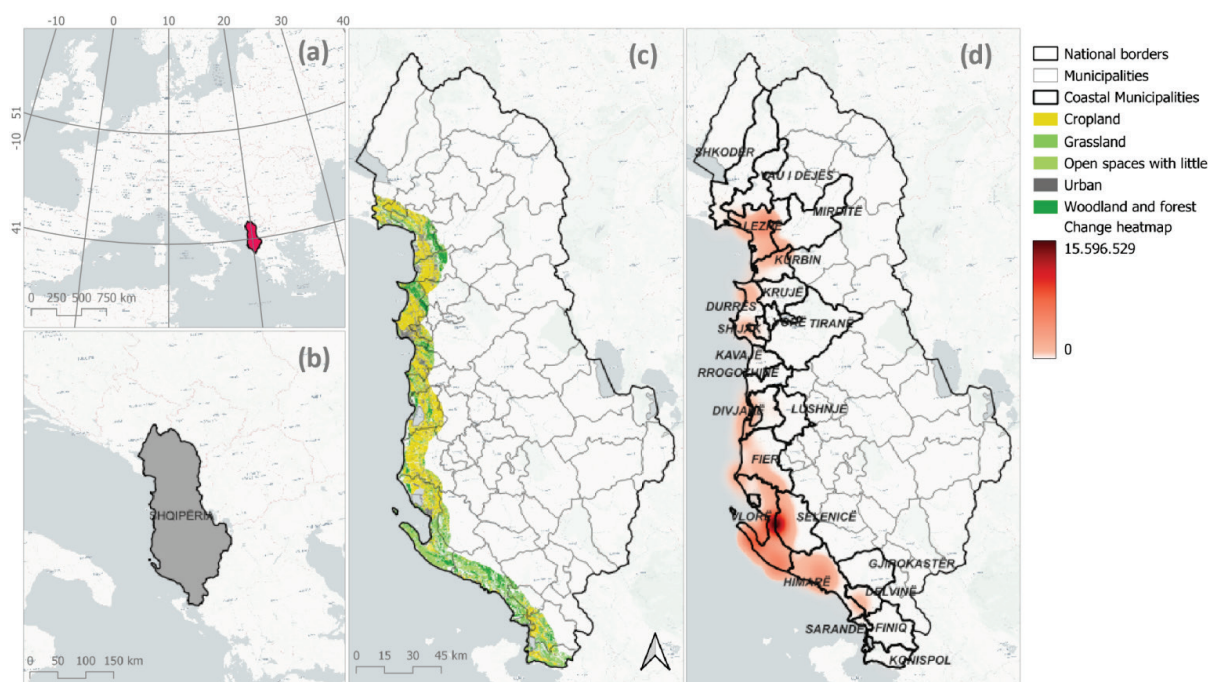 -10 0 10 20 30 40
(a)
51
-10
41
0 250 500 750 km
(b)
SHQIPËRIA
0 50 100 150 km
(c)
0 15 30 45 km
(d)
SHKODËR
VAU I DEJËS
MIRDITË
LEZHË
KURBIN
KRUJË
DURRËS
TIRANË
SHIJAK
KAVAJË
RROGOZHINË
DIVJAKË
LUSHNJË
FIER
VLORË
SELENICË
GJIROKASTËR
HIMARË
DELVINË
SARANDË
FINIQ
KONISPOL
National borders
Municipalities
Coastal Municipalities
Cropland
Grassland
Open spaces with little
Urban
Woodland and forest
Change heatmap
15.596.529
0